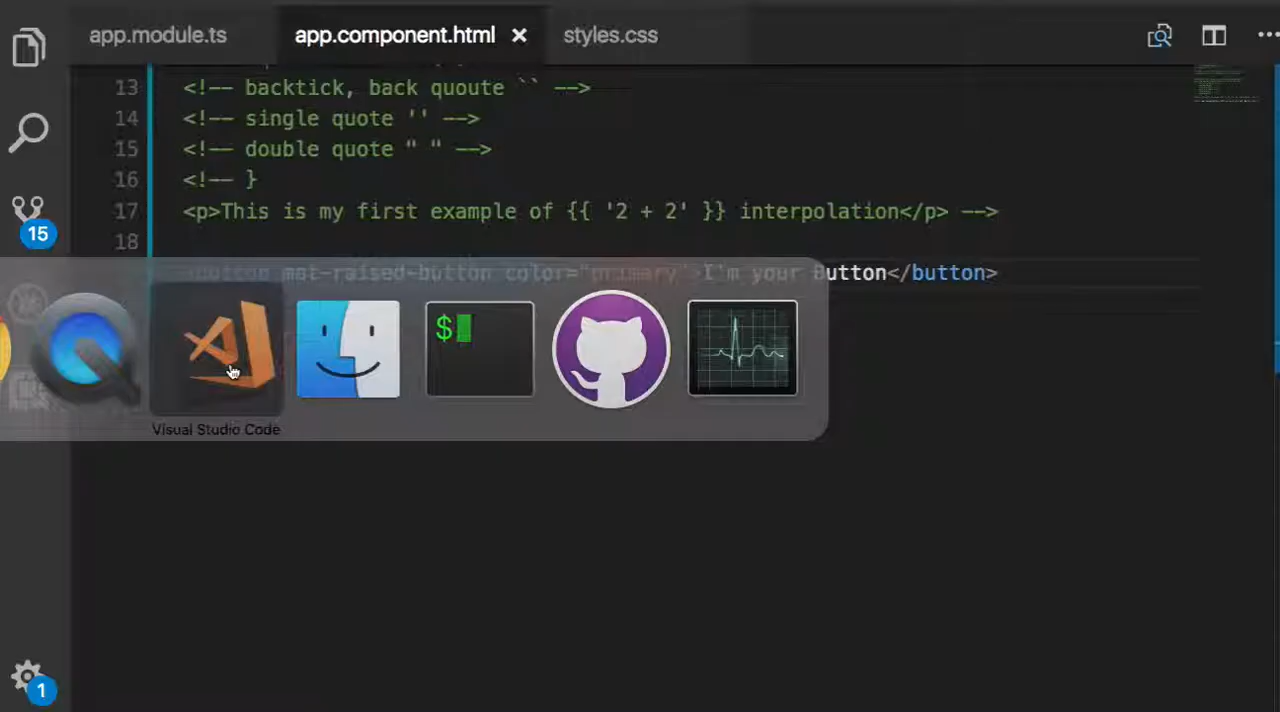 app.module.ts app.component.html × styles.css
13 <!-- backtick, back quoute `` -->
14 <!-- single quote '' -->
15 <!-- double quote " " -->
16 <!-- }
17 <p>This is my first example of {{ '2 + 2' }} interpolation</p> -->
18
<button mat-raised-button color="primary">I'm your Button</button>
15
$
Visual Studio Code
1